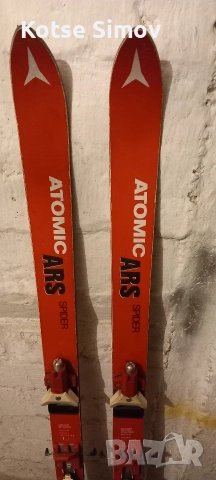 Kotse Simov
ATOMIC ARS SPIDER
ATOMIC ARS SPIDER
BAZAR